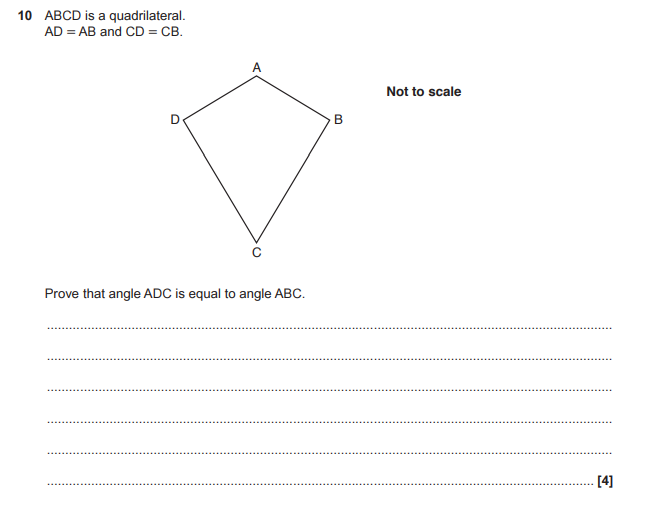 10 ABCD is a quadrilateral.
AD = AB and CD = CB.
A
Not to scale
D
B
C
Prove that angle ADC is equal to angle ABC.
[4]